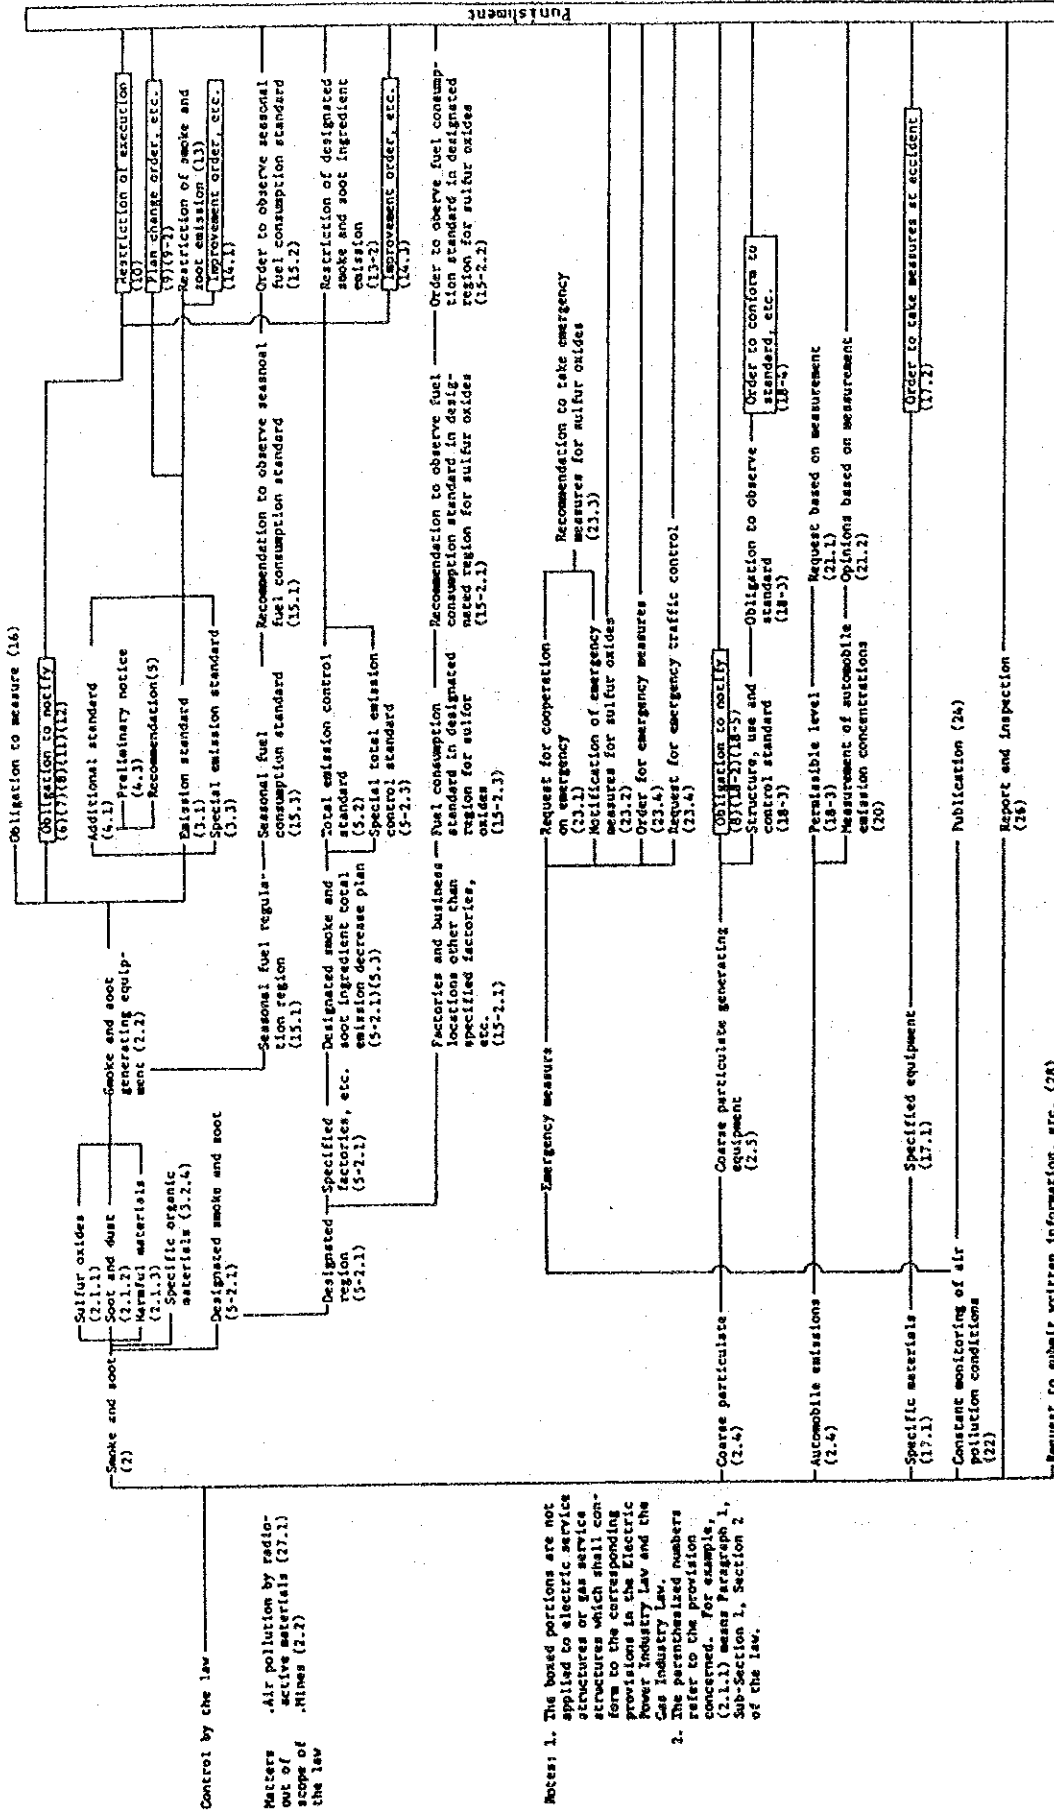 Punishment
Control by the law
Matters
out of
scope of
the law
.Air pollution by radio-
active materials (27.1)
.Mines (2.2)
Notes: 1. The boxed portions are not
applied to electric service
structures or gas service
structures which shall con-
form to the corresponding
provisions in the Electric
Power Industry Law and the
Gas Industry Law.
2. The parenthesized numbers
refer to the provision
concerned. For example,
(2.1.1) means Paragraph 1,
Sub-Section 1, Section 2
of the law.
Smoke and soot
(2)
Sulfur oxides
(2.1.1)
Soot and dust
(2.1.2)
Harmful materials
(2.1.3)
Specific organic
materials (3.2.4)
Designated smoke and soot
(5-2.1)
Smoke and soot
generating equip-
ment (2.2)
Obligation to measure (16)
Obligation to notify
(6)(7)(8)(11)(12)
Additional standard
(4.1)
Preliminary notice
(4.3)
Recommendation(5)
Emission standard
(3.1)
Special emission standard
(3.3)
Restriction of execution
(10)
Plan change order, etc.
(9)(9-2)
Restriction of smoke and
soot emission (13)
Improvement order, etc.
(14.1)
Seasonal fuel regula-
tion region
(15.1)
Seasonal fuel
consumption standard
(15.3)
Recommendation to observe seasnoal
fuel consumption standard
(15.1)
Order to observe seasonal
fuel consumption standard
(15.2)
Designated
region
(5-2.1)
Specified
factories, etc.
(5-2.1)
Designated smoke and
soot ingredient total
emission decrease plan
(5-2.1)(5.3)
Total emission control
standard
(5.2)
Special total emission
control standard
(5-2.3)
Restriction of designated
smoke and soot ingredient
emission
(13-2)
Improvement order, etc.
(14.3)
Factories and business
locations other than
specified factories,
etc.
(15-2.1)
Fuel consumption
standard in designated
region for sulfor
oxides
(15-2.3)
Recommendation to observe fuel
consumption standard in desig-
nated region for sulfur oxides
(15-2.1)
Order to oberve fuel consump-
tion standard in designated
region for sulfur oxides
(15-2.2)
Emergency measure
Request for cooperation
on emergency
(23.1)
Notification of emergency
measures for sulfur oxides
(23.2)
Order for emergency measures
(23.4)
Request for emergency traffic control
(23.4)
Recommendation to take emergency
measures for sulfur oxides
(23.3)
Coarse particulate
(2.4)
Coarse particulate generating
equipment
(2.5)
Obligation to notify
(8)(18-2)(18-5)
Structure, use and
control standard
(18-3)
Obligation to observe
standard
(18-3)
Order to conform to
standard, etc.
(18-4)
Automobile emissions
(2.4)
Permissible level
(18-3)
Measurement of automobile
emission concentrations
(20)
Request based on measurement
(21.1)
Opinions based on measurement
(21.2)
Specific materials
(17.1)
Specified equipment
(17.1)
Order to take measures at accident
(17.2)
Constant monitoring of air
pollution conditions
(22)
Publication (24)
Report and inspection
(26)
Request to submit written information, etc. (28)